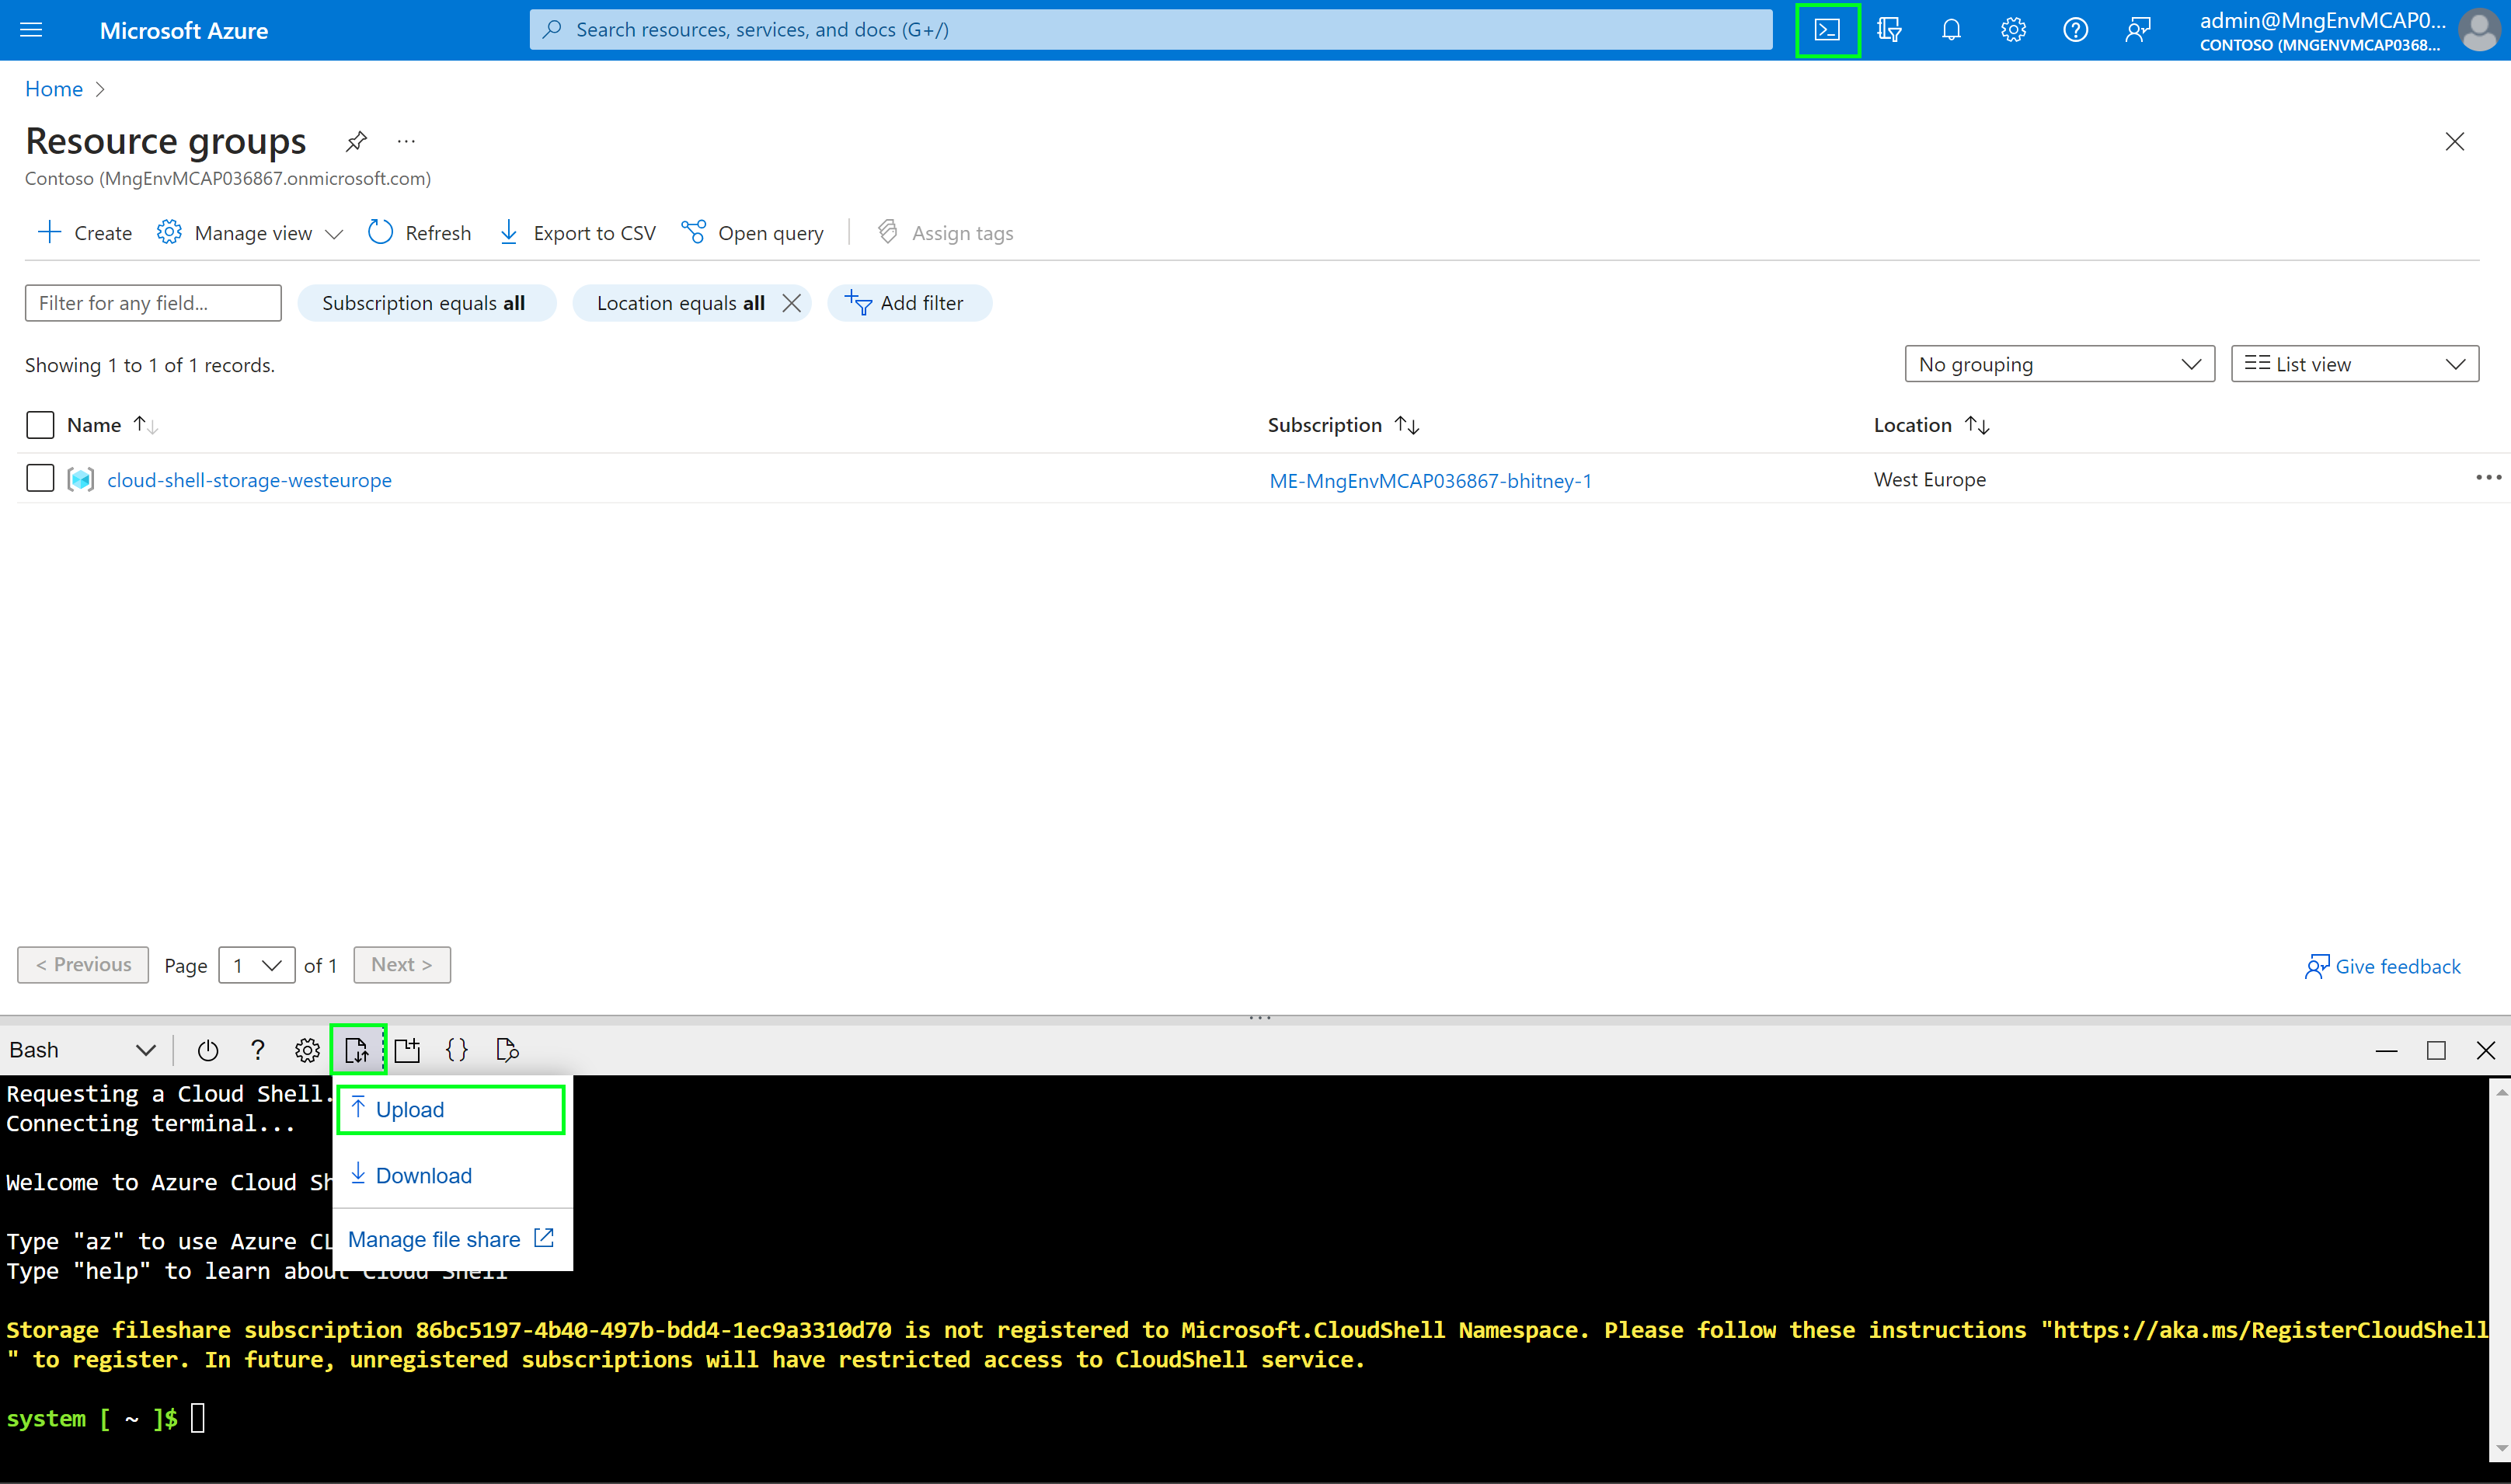 Microsoft Azure
Search resources, services, and docs (G+/)
admin@MngEnvMCAP0...
CONTOSO (MNGENVMCAP0368...
Home >
Resource groups
Contoso (MngEnvMCAP036867.onmicrosoft.com)
Create
Manage view
Refresh
Export to CSV
Open query
Assign tags
Filter for any field...
Subscription equals all
Location equals all
Add filter
Showing 1 to 1 of 1 records.
No grouping
List view
Name
Subscription
Location
cloud-shell-storage-westeurope
ME-MngEnvMCAP036867-bhitney-1
West Europe
< Previous
Page
1
of 1
Next >
Give feedback
Bash
Requesting a Cloud Shell.
Connecting terminal...
Upload
Download
Manage file share
Welcome to Azure Cloud Sh
Type "az" to use Azure CL
Type "help" to learn about Cloud Shell
Storage fileshare subscription 86bc5197-4b40-497b-bdd4-1ec9a3310d70 is not registered to Microsoft.CloudShell Namespace. Please follow these instructions "https://aka.ms/RegisterCloudShell
" to register. In future, unregistered subscriptions will have restricted access to CloudShell service.
system [ ~ ]$